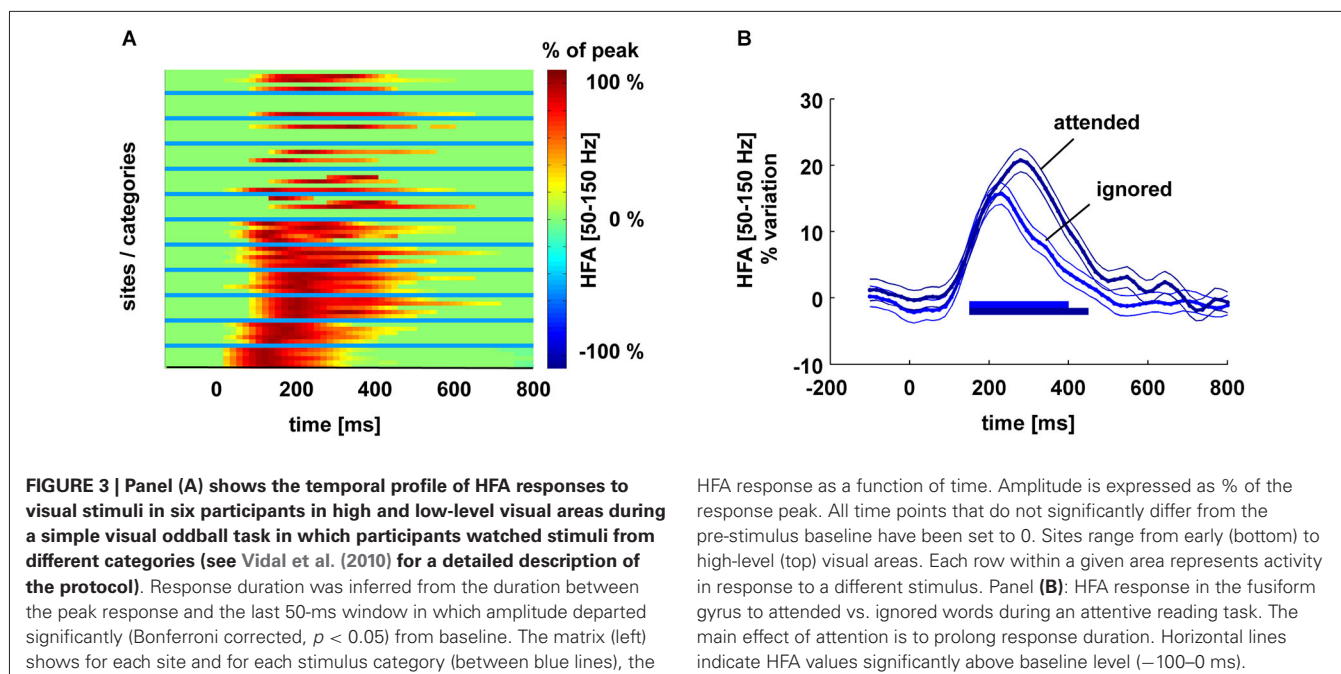 A
% of peak
100 %
0 %
-100 %
HFA [50-150 Hz]
sites / categories
0 200 400 600 800
time [ms]
B
HFA [50-150 Hz]
% variation
30
20
10
0
-10
attended
ignored
-200 0 200 400 600 800
time [ms]
FIGURE 3 | Panel (A) shows the temporal profile of HFA responses to
visual stimuli in six participants in high and low-level visual areas during
a simple visual oddball task in which participants watched stimuli from
different categories (see Vidal et al. (2010) for a detailed description of
the protocol). Response duration was inferred from the duration between
the peak response and the last 50-ms window in which amplitude departed
significantly (Bonferroni corrected, p < 0.05) from baseline. The matrix (left)
shows for each site and for each stimulus category (between blue lines), the
HFA response as a function of time. Amplitude is expressed as % of the
response peak. All time points that do not significantly differ from the
pre-stimulus baseline have been set to 0. Sites range from early (bottom) to
high-level (top) visual areas. Each row within a given area represents activity
in response to a different stimulus. Panel (B): HFA response in the fusiform
gyrus to attended vs. ignored words during an attentive reading task. The
main effect of attention is to prolong response duration. Horizontal lines
indicate HFA values significantly above baseline level (−100–0 ms).